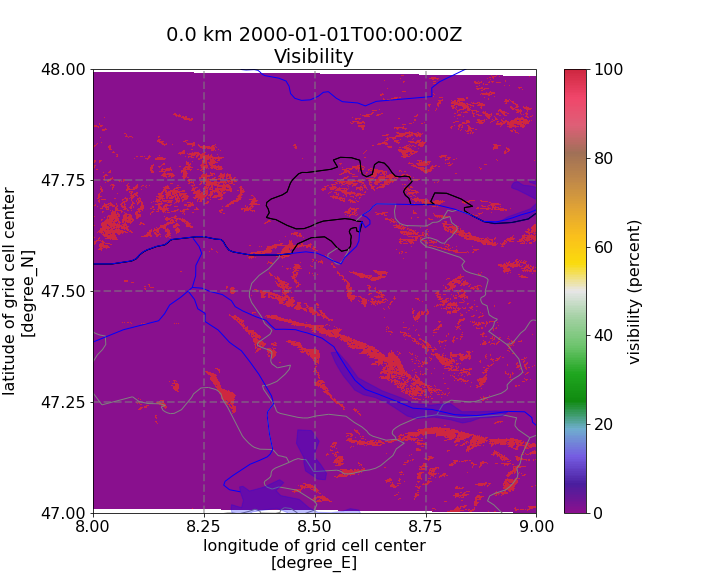 0.0 km 2000-01-01T00:00:00Z
Visibility
48.00
47.75
47.50
47.25
47.00
8.00
8.25
8.50
8.75
9.00
longitude of grid cell center
[degree_E]
latitude of grid cell center
[degree_N]
100
80
60
40
20
0
visibility (percent)